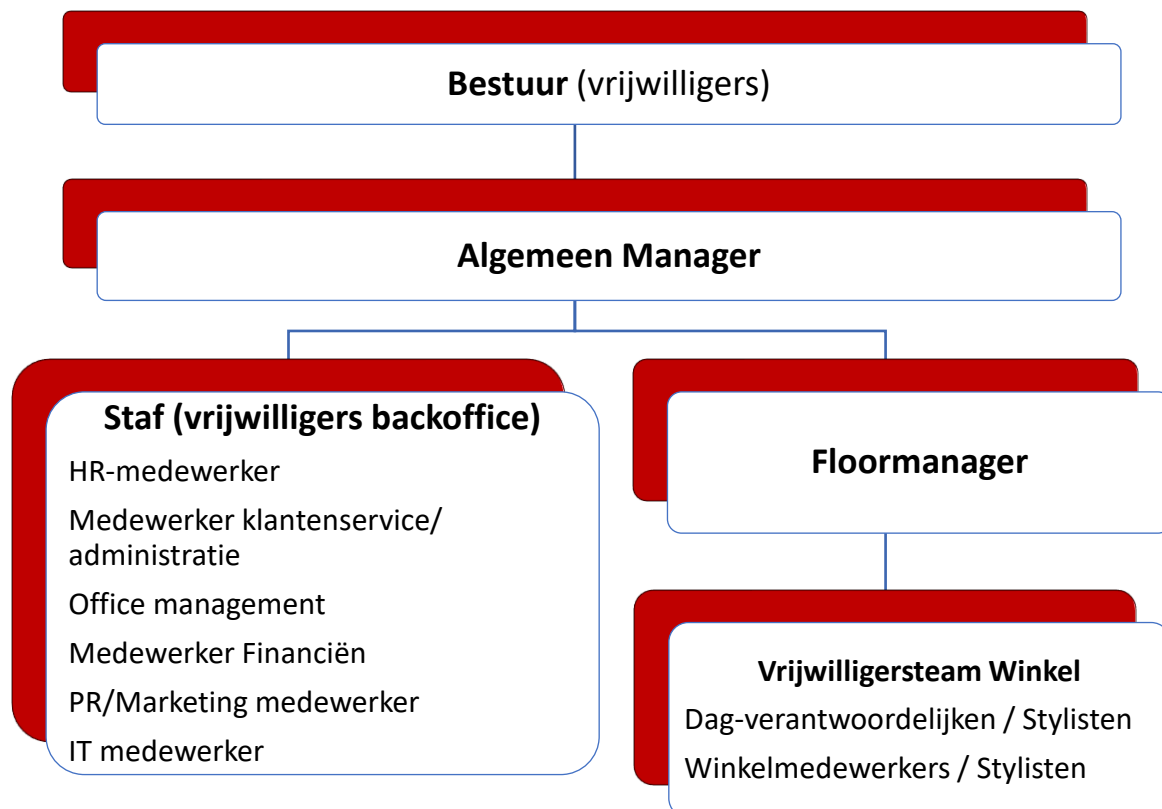 Bestuur (vrijwilligers)
Algemeen Manager
Staf (vrijwilligers backoffice)
HR-medewerker
Medewerker klantenservice/
administratie
Office management
Medewerker Financiën
PR/Marketing medewerker
IT medewerker
Floormanager
Vrijwilligersteam Winkel
Dag-verantwoordelijken / Stylisten
Winkelmedewerkers / Stylisten